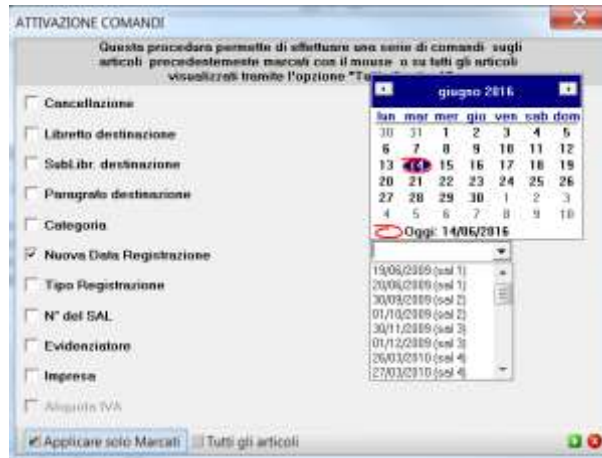 ATTIVAZIONE COMANDI
Questa procedura permette di effettuare una serie di comandi sugli
articoli precedentemente marcati con il mouse o su tutti gli articoli
visualizzati tramite l'opzione
giugno 2016
lun mar mer gio ven sab dom
30 31 1 2 3 4 5
6 7 8 9 10 11 12
13 14 15 16 17 18 19
20 21 22 23 24 25 26
27 28 29 30 1 2 3
4 5 6 7 8 9 10
Oggi: 14/06/2016
Cancellazione
Libretto destinazione
SubLibr. destinazione
Paragrafo destinazione
Categoria
Nuova Data Registrazione
Tipo Registrazione
N° del SAL
Evidenziatore
Impresa
Aliquota IVA
19/06/2009 (sal 1)
20/06/2009 (sal 1)
30/09/2009 (sal 2)
01/10/2009 (sal 2)
30/11/2009 (sal 3)
01/12/2009 (sal 3)
26/03/2010 (sal 4)
27/03/2010 (sal 4)
Applicare solo Marcati
Tutti gli articoli